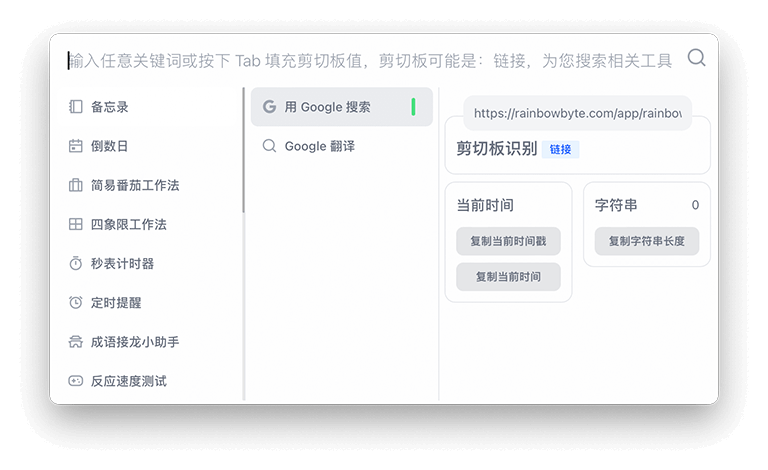 输入任意关键词或按下 Tab 填充剪切板值，剪切板可能是：链接，为您搜索相关工具
备忘录
倒数日
简易番茄工作法
四象限工作法
秒表计时器
定时提醒
成语接龙小助手
反应速度测试
用 Google 搜索
Google 翻译
https://rainbowbyte.com/app/rainbow
剪切板识别 链接
当前时间
复制当前时间戳
复制当前时间
字符串 0
复制字符串长度